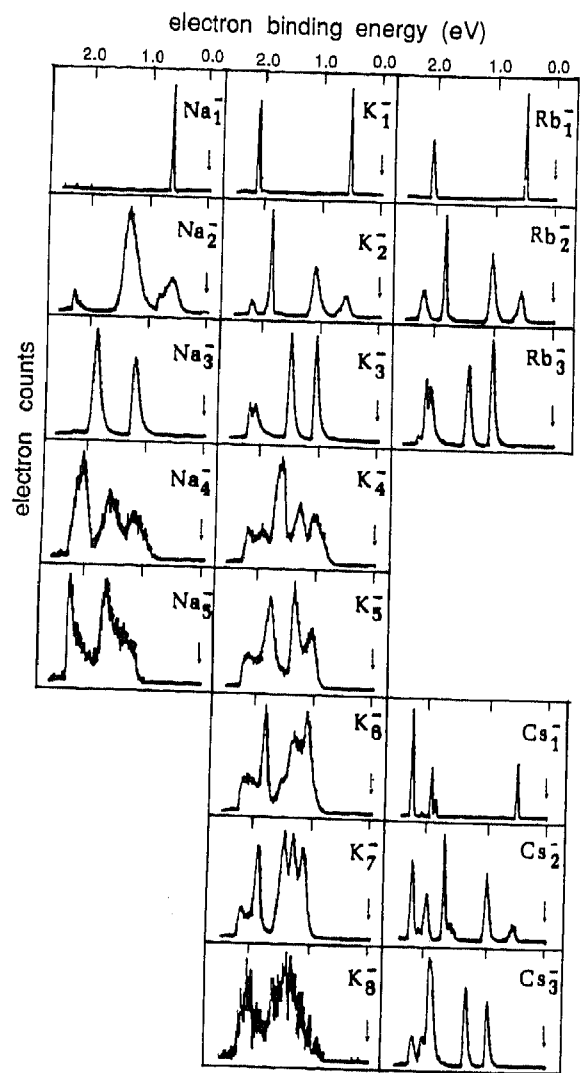 electron binding energy (eV)
2.0 1.0 0.0 2.0 1.0 0.0 2.0 1.0 0.0
Na₁⁻ K₁⁻ Rb₁⁻
Na₂⁻ K₂⁻ Rb₂⁻
Na₃⁻ K₃⁻ Rb₃⁻
electron counts
Na₄⁻ K₄⁻
Na₅⁻ K₅⁻
K₆⁻ Cs₁⁻
K₇⁻ Cs₂⁻
K₈⁻ Cs₃⁻